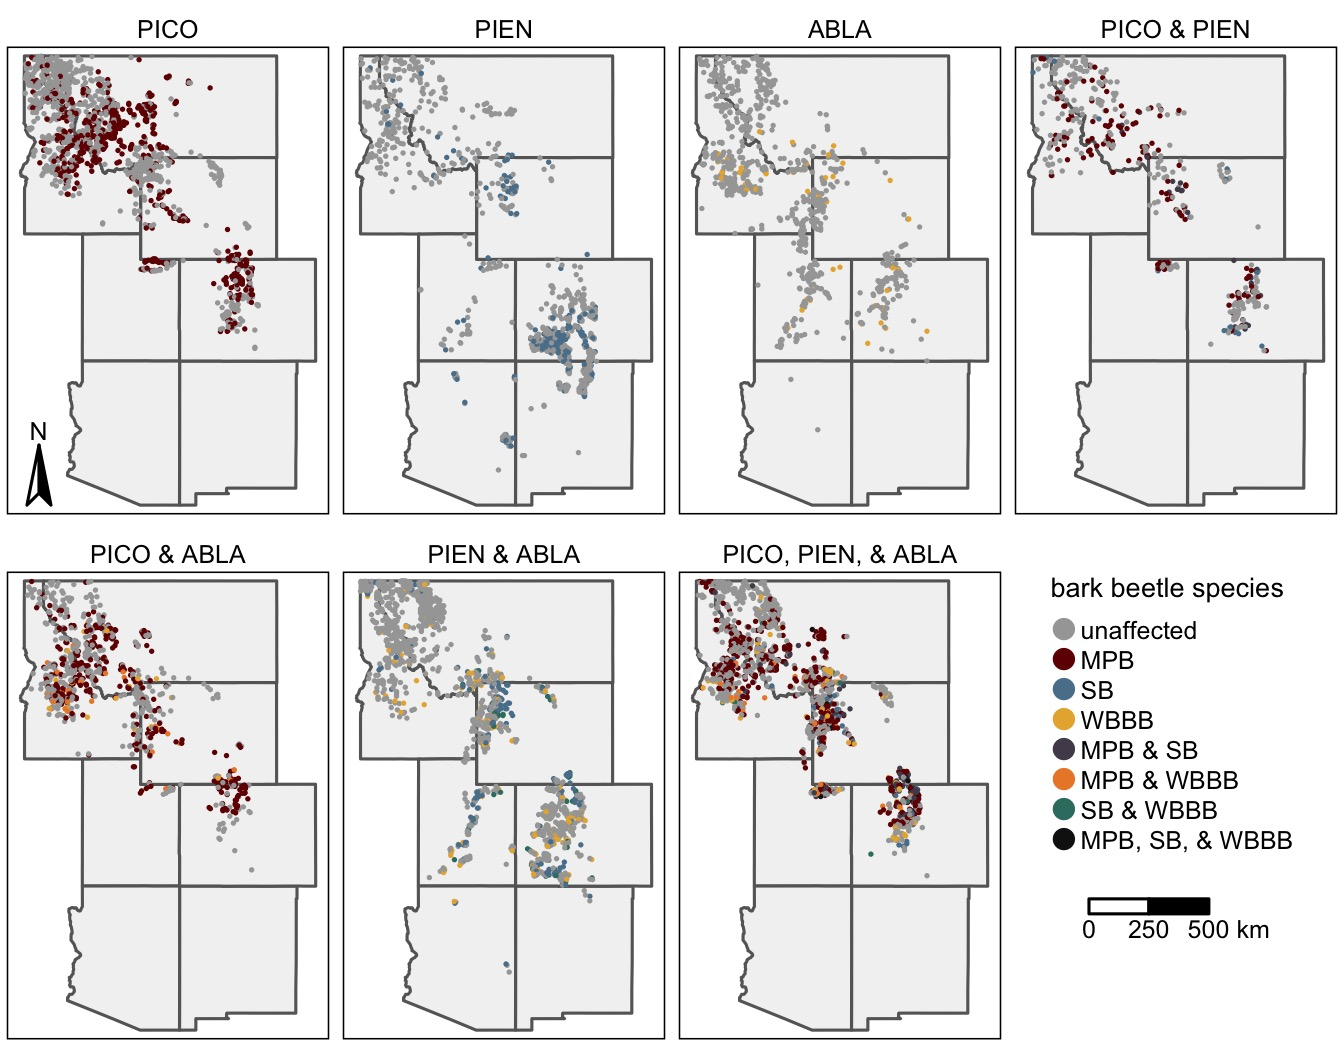 PICO
PIEN
ABLA
PICO & PIEN
N
PICO & ABLA
PIEN & ABLA
PICO, PIEN, & ABLA
bark beetle species
unaffected
MPB
SB
WBBB
MPB & SB
MPB & WBBB
SB & WBBB
MPB, SB, & WBBB
0 250 500 km